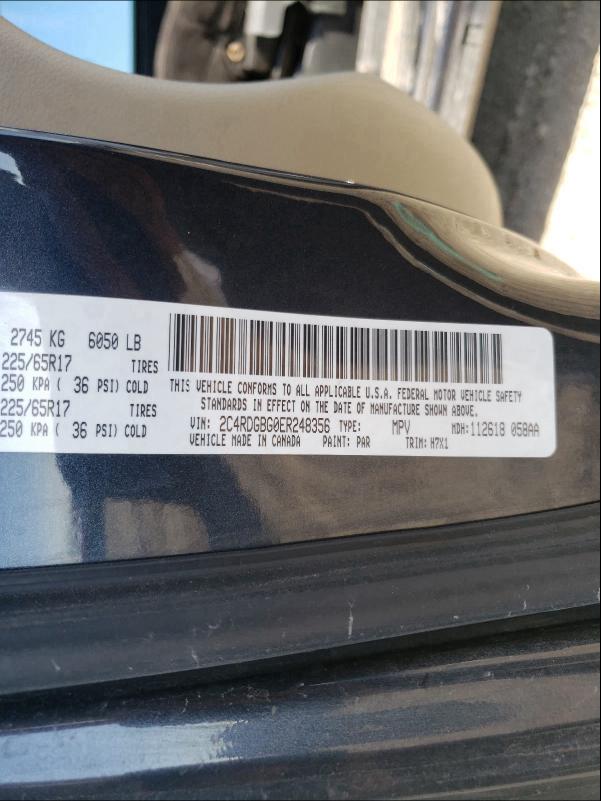 2745 KG 6050 LB
225/65R17 TIRES
250 KPA ( 36 PSI) COLD
225/65R17 TIRES
250 KPA ( 36 PSI) COLD
THIS VEHICLE CONFORMS TO ALL APPLICABLE U.S.A. FEDERAL MOTOR VEHICLE SAFETY
STANDARDS IN EFFECT ON THE DATE OF MANUFACTURE SHOWN ABOVE.
VIN: 2C4RDGBG0ER248356 TYPE: MPV MDH: 112618 058AA
VEHICLE MADE IN CANADA PAINT: PAR TRIM: H7X1